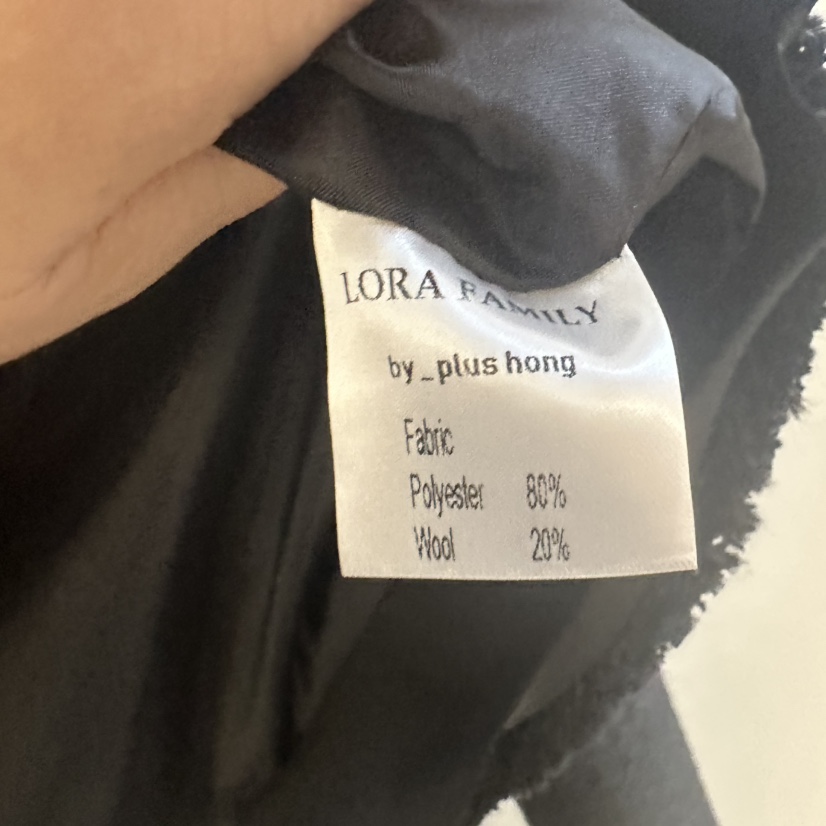 LORA FAMILY
by_plus hong
Fabric
Polyester 80%
Wool 20%